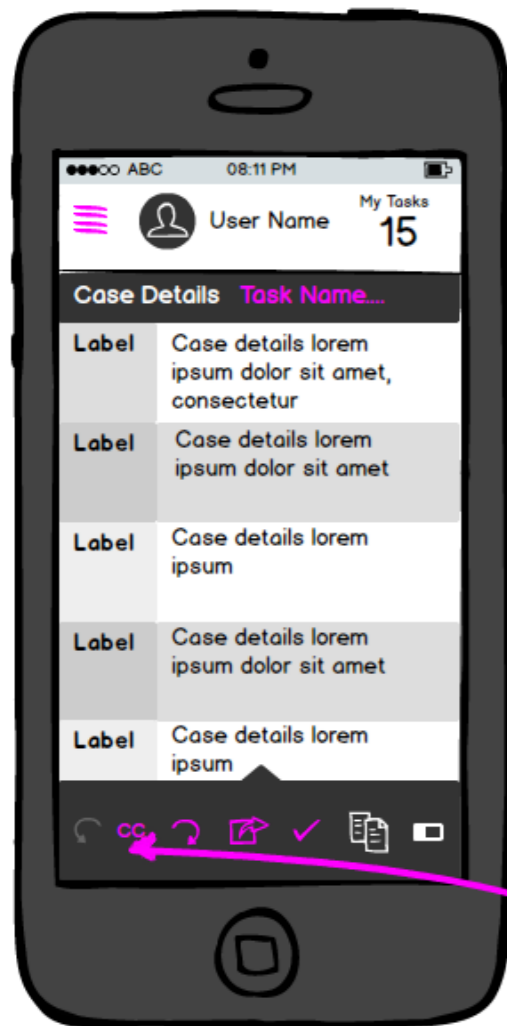 ABC 08:11 PM
User Name
My Tasks
15
Case Details Task Name....
Label
Case details lorem
ipsum dolor sit amet,
consectetur
Label
Case details lorem
ipsum dolor sit amet
Label
Case details lorem
ipsum
Label
Case details lorem
ipsum dolor sit amet
Label
Case details lorem
ipsum
CC